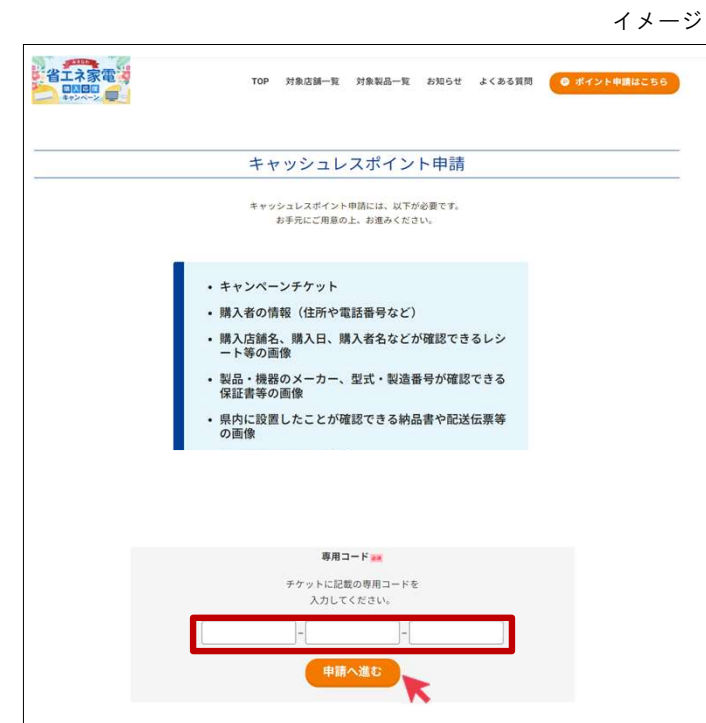 イメージ
省エネ家電
購入応援
キャンペーン
TOP 対象店舗一覧 対象製品一覧 お知らせ よくある質問 ポイント申請はこちら
キャッシュレスポイント申請
キャッシュレスポイント申請には、以下が必要です。
お手元にご用意の上、お進みください。
• キャンペーンチケット
• 購入者の情報（住所や電話番号など）
• 購入店舗名、購入日、購入者名などが確認できるレシ
ート等の画像
• 製品・機器のメーカー、型式・製造番号が確認できる
保証書等の画像
• 県内に設置したことが確認できる納品書や配送伝票等
の画像
専用コード 必須
チケットに記載の専用コードを
入力してください。
- -
申請へ進む